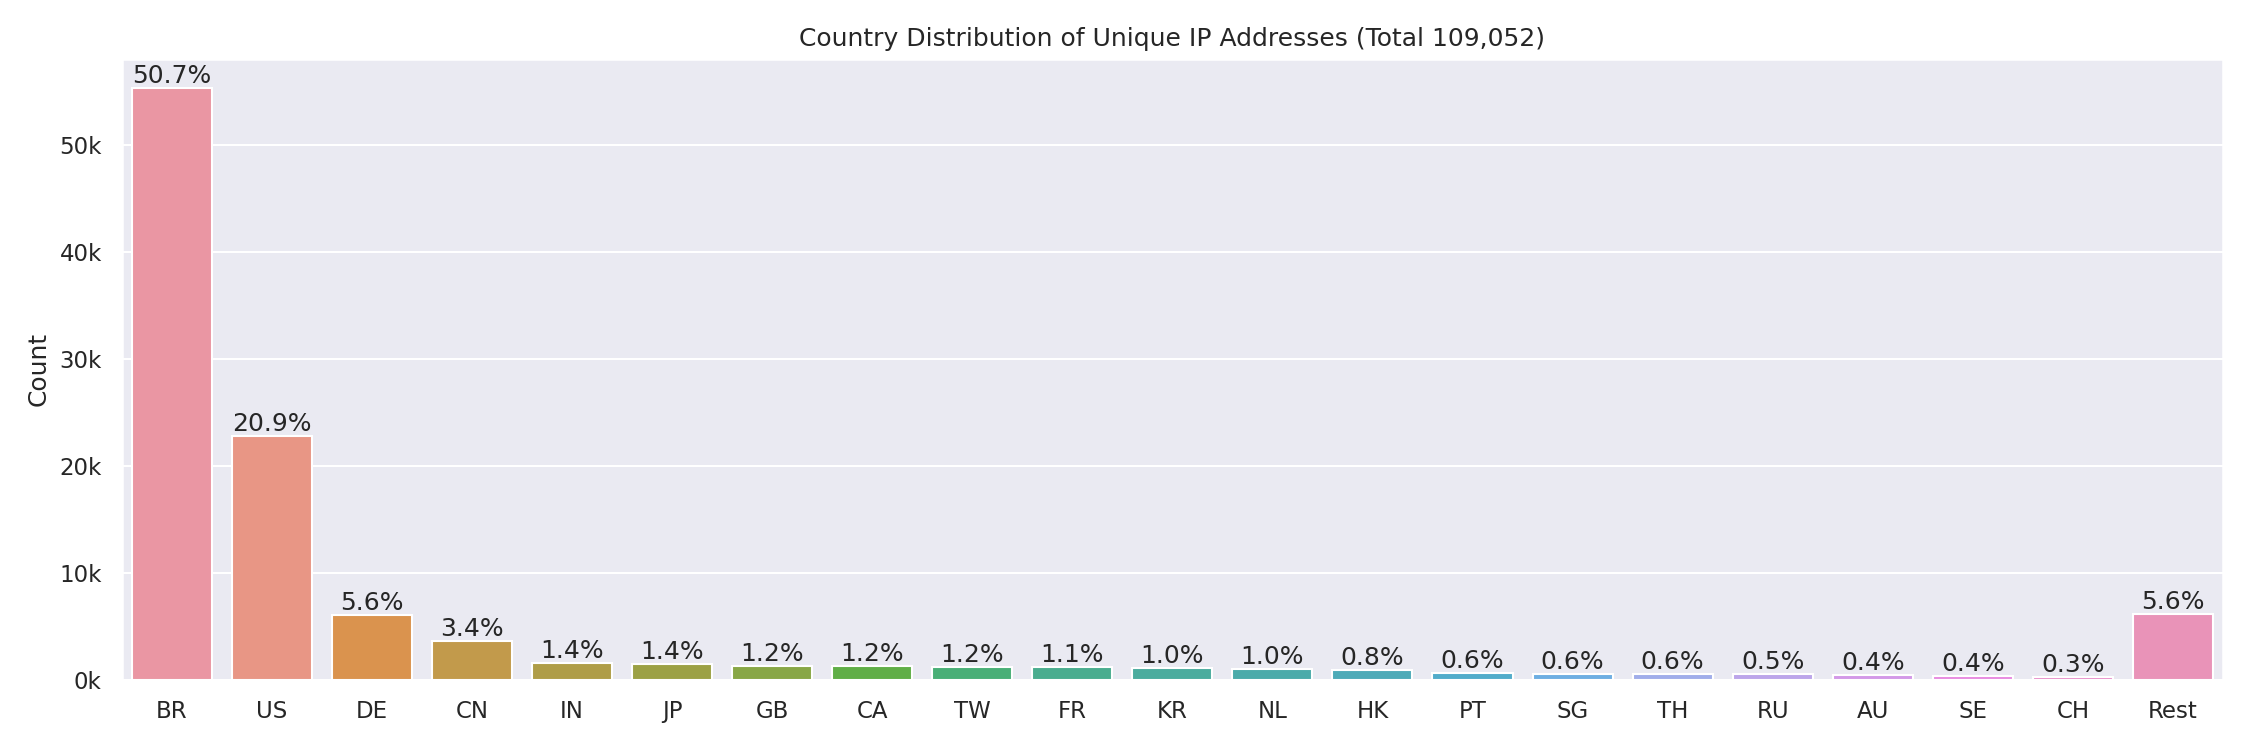 Country Distribution of Unique IP Addresses (Total 109,052)
Count
50k
40k
30k
20k
10k
0k
50.7%
20.9%
5.6%
3.4%
1.4%
1.4%
1.2%
1.2%
1.2%
1.1%
1.0%
1.0%
0.8%
0.6%
0.6%
0.6%
0.5%
0.4%
0.4%
0.3%
5.6%
BR US DE CN IN JP GB CA TW FR KR NL HK PT SG TH RU AU SE CH Rest